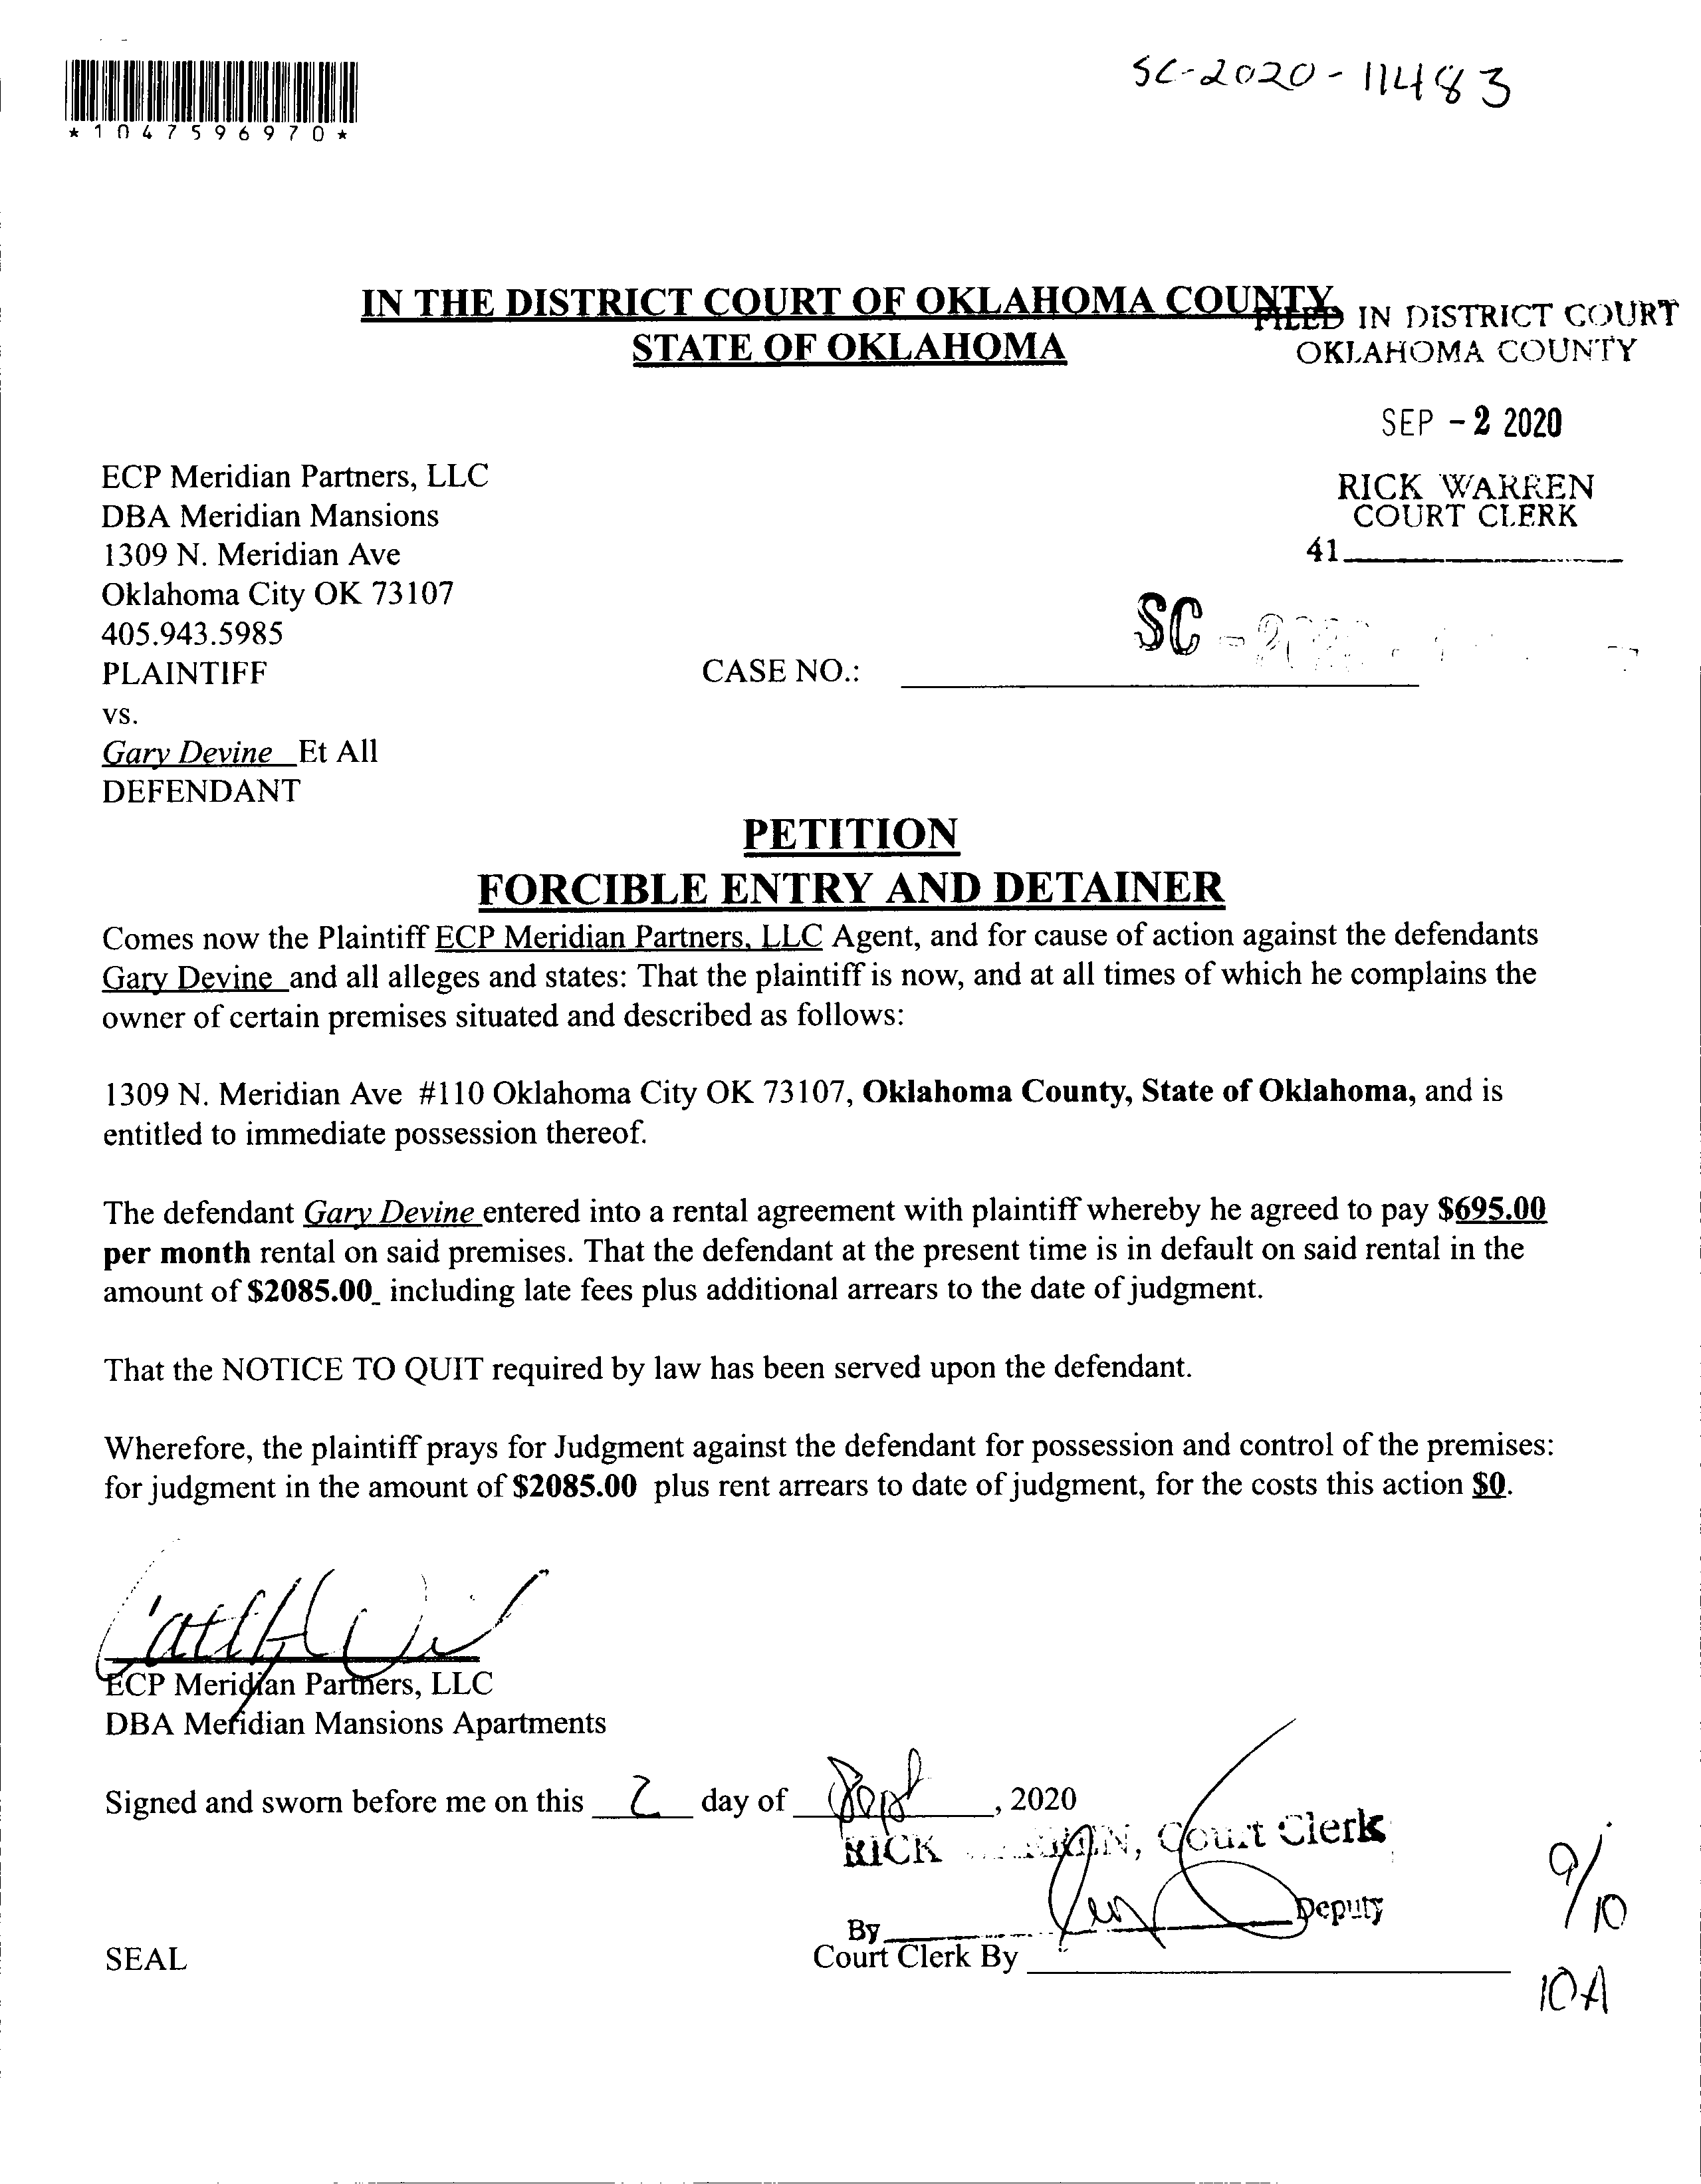 SC-2020-11483
*1047596970*
IN THE DISTRICT COURT OF OKLAHOMA COUNTY,
STATE OF OKLAHOMA
FILED IN DISTRICT COURT
OKLAHOMA COUNTY
SEP -2 2020
RICK WARREN
COURT CLERK
41
ECP Meridian Partners, LLC
DBA Meridian Mansions
1309 N. Meridian Ave
Oklahoma City OK 73107
405.943.5985
PLAINTIFF
CASE NO.: SC -
vs.
Gary Devine Et All
DEFENDANT
PETITION
FORCIBLE ENTRY AND DETAINER
Comes now the Plaintiff ECP Meridian Partners, LLC Agent, and for cause of action against the defendants
Gary Devine and all alleges and states: That the plaintiff is now, and at all times of which he complains the
owner of certain premises situated and described as follows:
1309 N. Meridian Ave #110 Oklahoma City OK 73107, Oklahoma County, State of Oklahoma, and is
entitled to immediate possession thereof.
The defendant Gary Devine entered into a rental agreement with plaintiff whereby he agreed to pay $695.00
per month rental on said premises. That the defendant at the present time is in default on said rental in the
amount of $2085.00 including late fees plus additional arrears to the date of judgment.
That the NOTICE TO QUIT required by law has been served upon the defendant.
Wherefore, the plaintiff prays for Judgment against the defendant for possession and control of the premises:
for judgment in the amount of $2085.00 plus rent arrears to date of judgment, for the costs this action $0.
ECP Meridian Partners, LLC
DBA Meridian Mansions Apartments
Signed and sworn before me on this 2 day of Sept, 2020
RICK Court Clerk
By Deputy
SEAL
Court Clerk By
9/10
10A